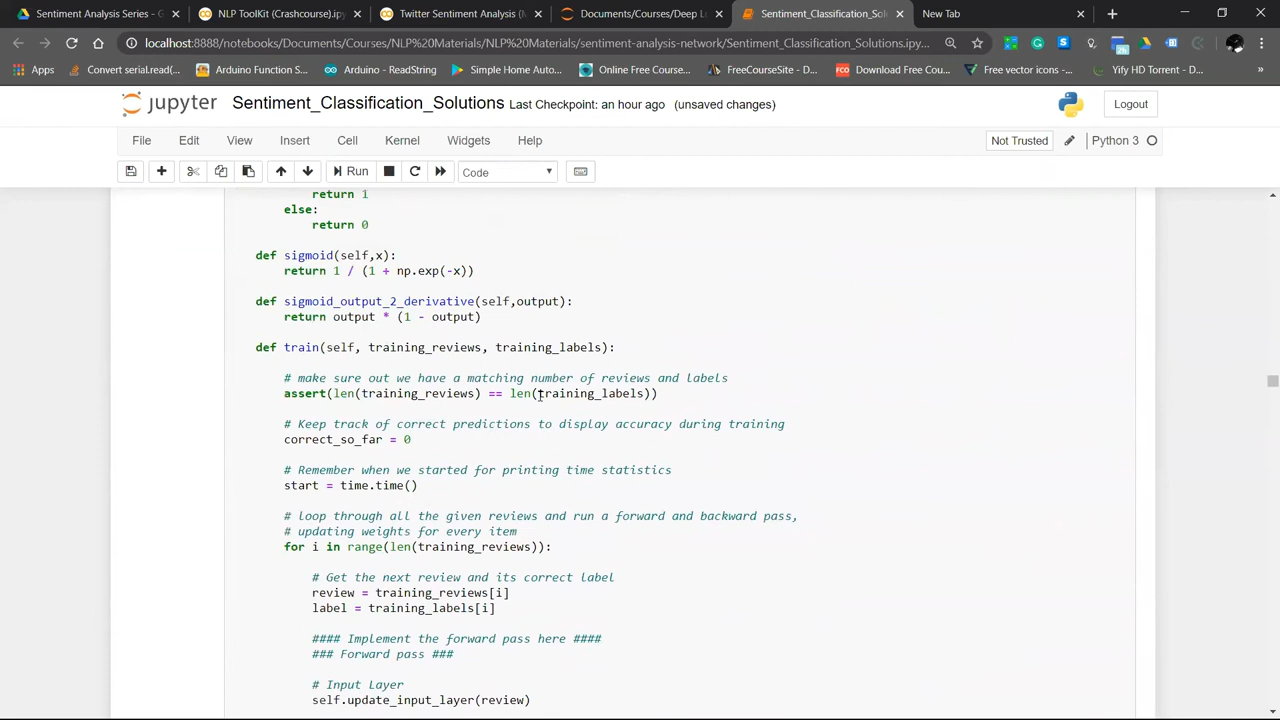 Sentiment Analysis Series - G
NLP ToolKit (Crashcourse).ipy
Twitter Sentiment Analysis (M
Documents/Courses/Deep L
Sentiment_Classification_Sol
New Tab
localhost:8888/notebooks/Documents/Courses/NLP%20Materials/NLP%20Materials/sentiment-analysis-network/Sentiment_Classification_Solutions.ipy...
Apps
Convert serial.read(...
Arduino Function S...
Arduino - ReadString
Simple Home Auto...
Online Free Course...
FreeCourseSite - D...
FCO
Download Free Cou...
Free vector icons -...
Yify HD Torrent - D...
»
jupyter Sentiment_Classification_Solutions Last Checkpoint: an hour ago (unsaved changes)
Logout
File Edit View Insert Cell Kernel Widgets Help
Not Trusted
Python 3
Run
Code
return 1
else:
return 0
def sigmoid(self,x):
return 1 / (1 + np.exp(-x))
def sigmoid_output_2_derivative(self,output):
return output * (1 - output)
def train(self, training_reviews, training_labels):
# make sure out we have a matching number of reviews and labels
assert(len(training_reviews) == len(training_labels))
# Keep track of correct predictions to display accuracy during training
correct_so_far = 0
# Remember when we started for printing time statistics
start = time.time()
# loop through all the given reviews and run a forward and backward pass,
# updating weights for every item
for i in range(len(training_reviews)):
# Get the next review and its correct label
review = training_reviews[i]
label = training_labels[i]
#### Implement the forward pass here ####
### Forward pass ###
# Input Layer
self.update_input_layer(review)